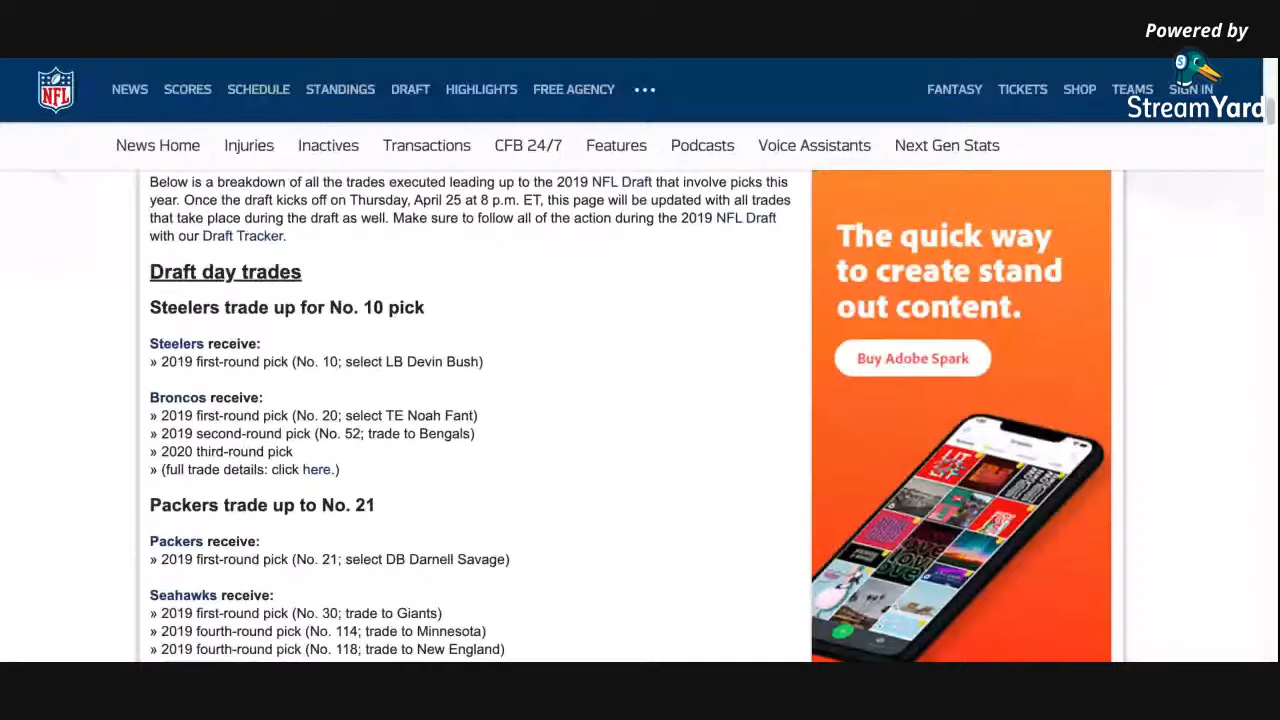 Powered by
StreamYard
NFL
NEWS SCORES SCHEDULE STANDINGS DRAFT HIGHLIGHTS FREE AGENCY ••• FANTASY TICKETS SHOP TEAMS SIGN IN
News Home Injuries Inactives Transactions CFB 24/7 Features Podcasts Voice Assistants Next Gen Stats
Below is a breakdown of all the trades executed leading up to the 2019 NFL Draft that involve picks this
year. Once the draft kicks off on Thursday, April 25 at 8 p.m. ET, this page will be updated with all trades
that take place during the draft as well. Make sure to follow all of the action during the 2019 NFL Draft
with our Draft Tracker.
Draft day trades
Steelers trade up for No. 10 pick
Steelers receive:
» 2019 first-round pick (No. 10; select LB Devin Bush)
Broncos receive:
» 2019 first-round pick (No. 20; select TE Noah Fant)
» 2019 second-round pick (No. 52; trade to Bengals)
» 2020 third-round pick
» (full trade details: click here.)
Packers trade up to No. 21
Packers receive:
» 2019 first-round pick (No. 21; select DB Darnell Savage)
Seahawks receive:
» 2019 first-round pick (No. 30; trade to Giants)
» 2019 fourth-round pick (No. 114; trade to Minnesota)
» 2019 fourth-round pick (No. 118; trade to New England)
The quick way
to create stand
out content.
Buy Adobe Spark
LIT